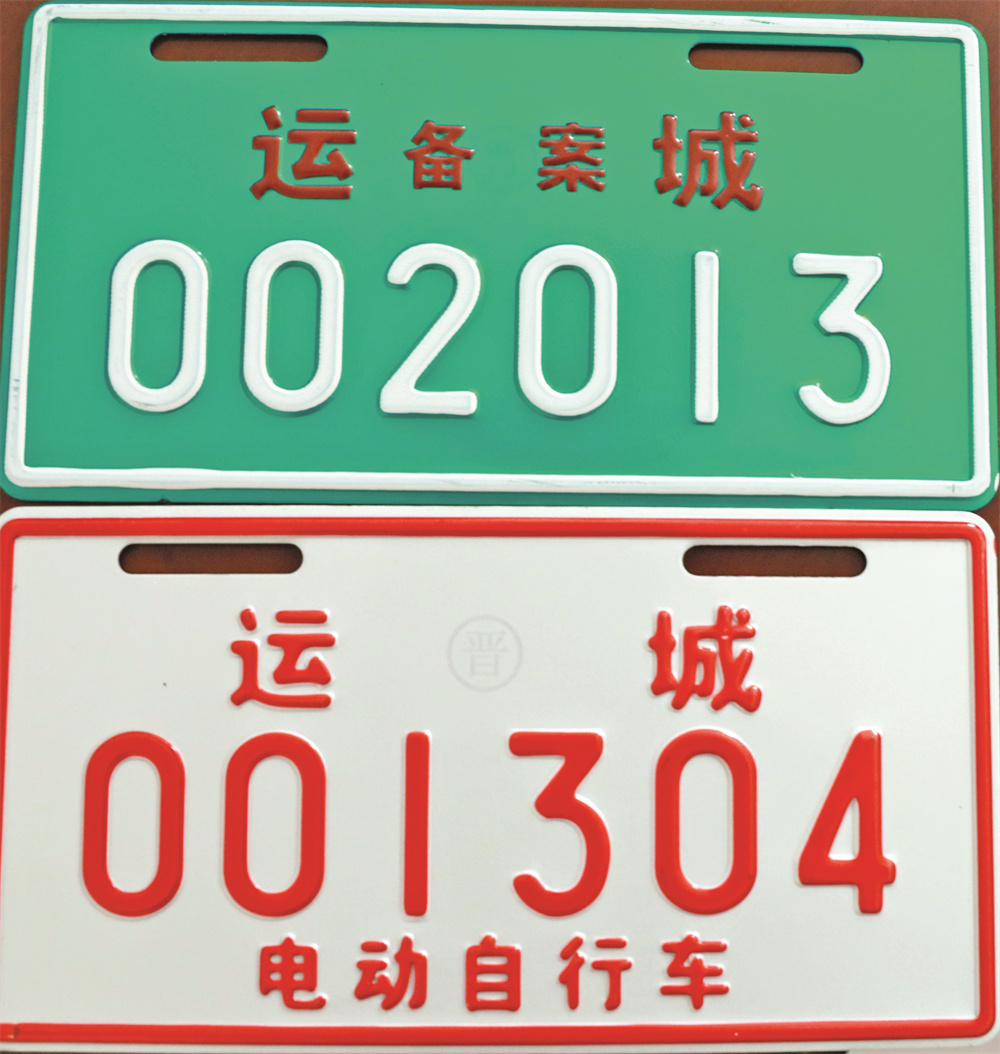 运备案城
002013
运 晋 城
001304
电动自行车